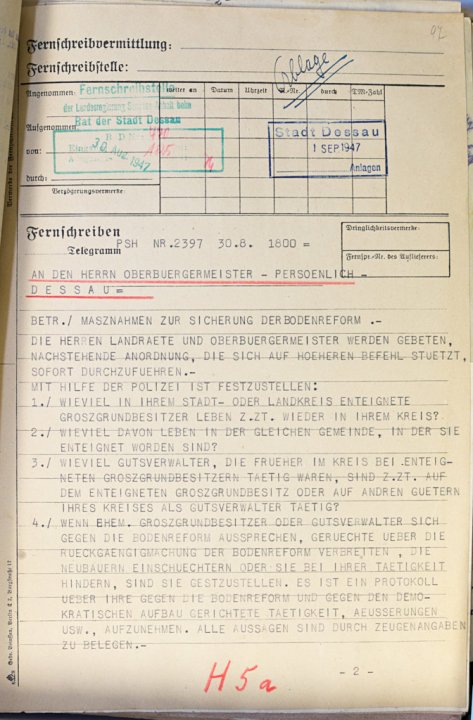 97
Fernschreibvermittlung:
Fernschreibstelle:
Ablage
Angenommen: Fernschreibstelle
der Landesregierung Sachsen-Anhalt beim
Rat der Stadt Dessau
Weiter an Datum Uhrzeit durch TM-Zahl
Aufgenommen:
30. AUG 1947
von:
durch:
Stadt Dessau
1 SEP. 1947
Anlagen
Verzögerungsvermerke:
Fernschreiben
Telegramm
PSH NR.2397 30.8. 1800 =
Dringlichkeitsvermerke:
Fernspr.-Nr. des Auflieferers:
AN DEN HERRN OBERBUERGERMEISTER - PERSOENLICH -
DESSAU=
BETR./ MASZNAHMEN ZUR SICHERUNG DERBODENREFORM .-
DIE HERREN LANDRAETE UND OBERBUERGERMEISTER WERDEN GEBETEN,
NACHSTEHENDE ANORDNUNG, DIE SICH AUF HOEHEREN BEFEHL STUETZT,
SOFORT DURCHZUFUEHREN.-
MIT HILFE DER POLIZEI IST FESTZUSTELLEN:
1./ WIEVIEL IN IHREM STADT- ODER LANDKREIS ENTEIGNETE
GROSZGRUNDBESITZER LEBEN Z.ZT. WIEDER IN IHREM KREIS?
2./ WIEVIEL DAVON LEBEN IN DER GLEICHEN GEMEINDE, IN DER SIE
ENTEIGNET WORDEN SIND?
3./ WIEVIEL GUTSVERWALTER, DIE FRUEHER IM KREIS BEI ENTEIG-
NETEN GROSZGRUNDBESITZERN TAETIG WAREN, SIND Z.ZT. AUF
DEM ENTEIGNETEN GROSZGRUNDBESITZ ODER AUF ANDREN GUETERN
IHRES KREISES ALS GUTSVERWALTER TAETIG?
4./ WENN EHEM. GROSZGRUNDBESITZER ODER GUTSVERWALTER SICH
GEGEN DIE BODENREFORM AUSSPRECHEN, GERUECHTE UEBER DIE
RUECKGAENGIGMACHUNG DER BODENREFORM VERBREITEN , DIE
NEUBAUERN EINSCHUECHTERN ODER SIE BEI IHRER TAETIGKEIT
HINDERN, SIND SIE GESTZUSTELLEN. ES IST EIN PROTOKOLL
UEBER IHRE GEGEN DIE BODENREFORM UND GEGEN DEN DEMO-
KRATISCHEN AUFBAU GERICHTETE TAETIGKEIT, AEUSSERUNGEN
USW., AUFZUNEHMEN. ALLE AUSSAGEN SIND DURCH ZEUGENANGABEN
ZU BELEGEN.-
- 2 -
H 5a